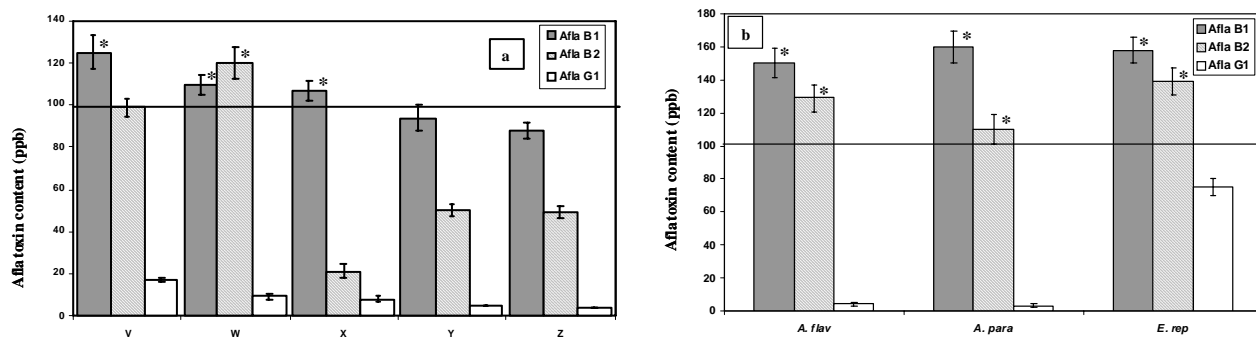 140
120
100
80
60
40
20
0
Aflatoxin content (ppb)
a
Afla B1
Afla B2
Afla G1
*
*
*
*
V W X Y Z
180
160
140
120
100
80
60
40
20
0
Aflatoxin content (ppb)
b
Afla B1
Afla B2
Afla G1
*
*
*
*
*
*
A. flav A. para E. rep